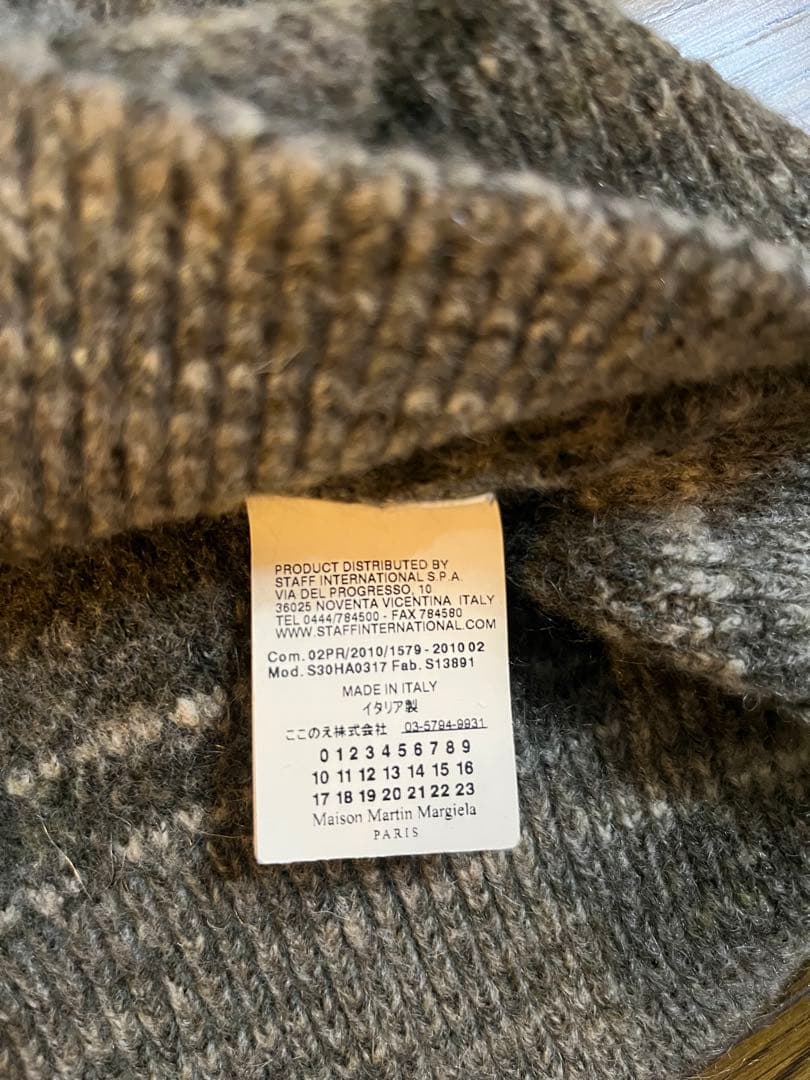 PRODUCT DISTRIBUTED BY
STAFF INTERNATIONAL S.P.A.
VIA DEL PROGRESSO, 10
36025 NOVENTA VICENTINA ITALY
TEL 0444/784500 - FAX 784580
WWW.STAFFINTERNATIONAL.COM
Com. 02PR/2010/1579 - 2010 02
Mod. S30HA0317 Fab. S13891
MADE IN ITALY
イタリア製
ここのえ株式会社 03-5794-9931
0 1 2 3 4 5 6 7 8 9
10 11 12 13 14 15 16
17 18 19 20 21 22 23
Maison Martin Margiela
PARIS